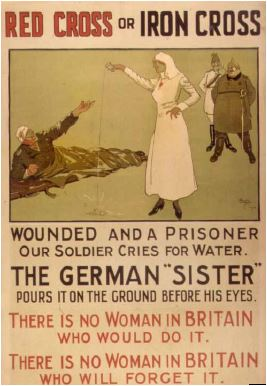 RED CROSS OR IRON CROSS
WOUNDED AND A PRISONER
OUR SOLDIER CRIES FOR WATER.
THE GERMAN "SISTER"
POURS IT ON THE GROUND BEFORE HIS EYES.
THERE IS NO WOMAN IN BRITAIN
WHO WOULD DO IT.
THERE IS NO WOMAN IN BRITAIN
WHO WILL FORGET IT.